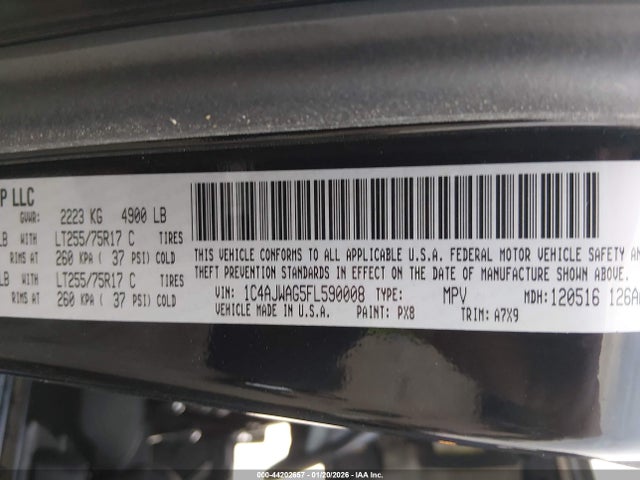 P LLC
GVWR: 2223 KG 4900 LB
LB WITH LT255/75R17 C TIRES
RIMS AT 260 KPA ( 37 PSI) COLD
LB WITH LT255/75R17 C TIRES
RIMS AT 260 KPA ( 37 PSI) COLD
THIS VEHICLE CONFORMS TO ALL APPLICABLE U.S.A. FEDERAL MOTOR VEHICLE SAFETY AN
THEFT PREVENTION STANDARDS IN EFFECT ON THE DATE OF MANUFACTURE SHOWN ABOVE.
VIN: 1C4AJWAG5FL590008 TYPE: MPV MDH: 120516 126A
VEHICLE MADE IN U.S.A. PAINT: PX8 TRIM: A7X9
000-44202657 - 01/20/2026 - IAA Inc.